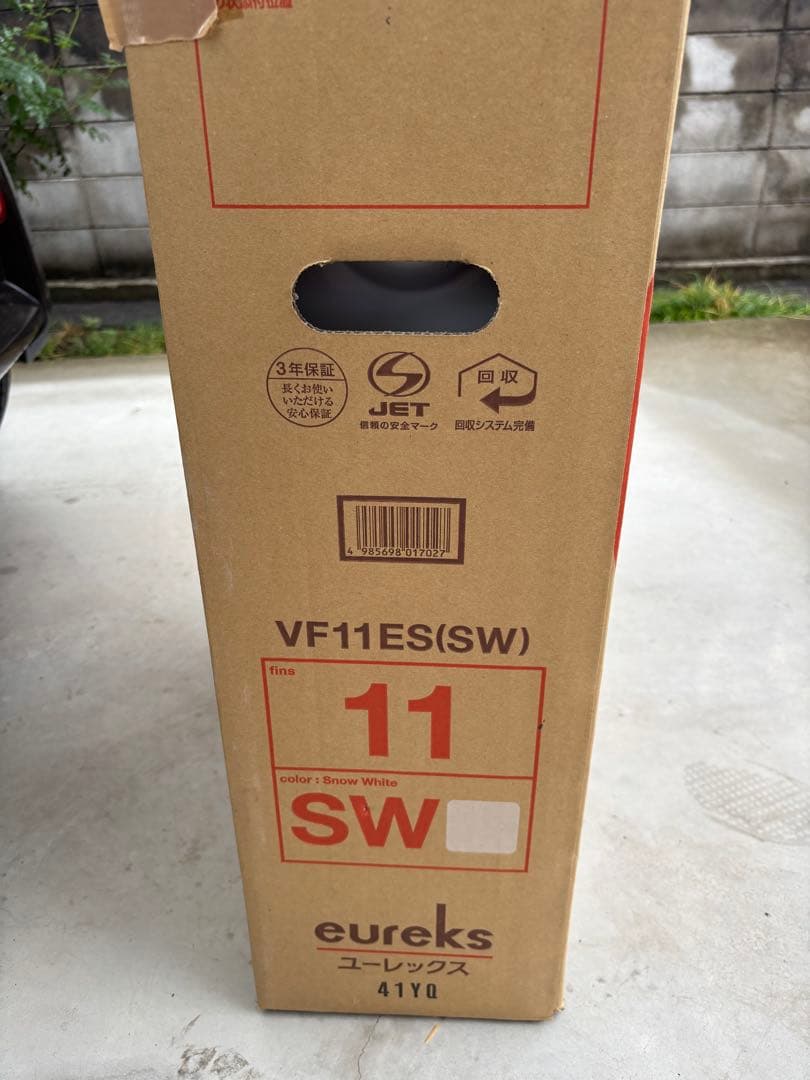 3年保証
長くお使い
いただける
安心保証
JET
信頼の安全マーク
回収
回収システム完備
4 985698 017027
VF11ES(SW)
fins
11
color : Snow White
SW
eureks
ユーレックス
41YQ